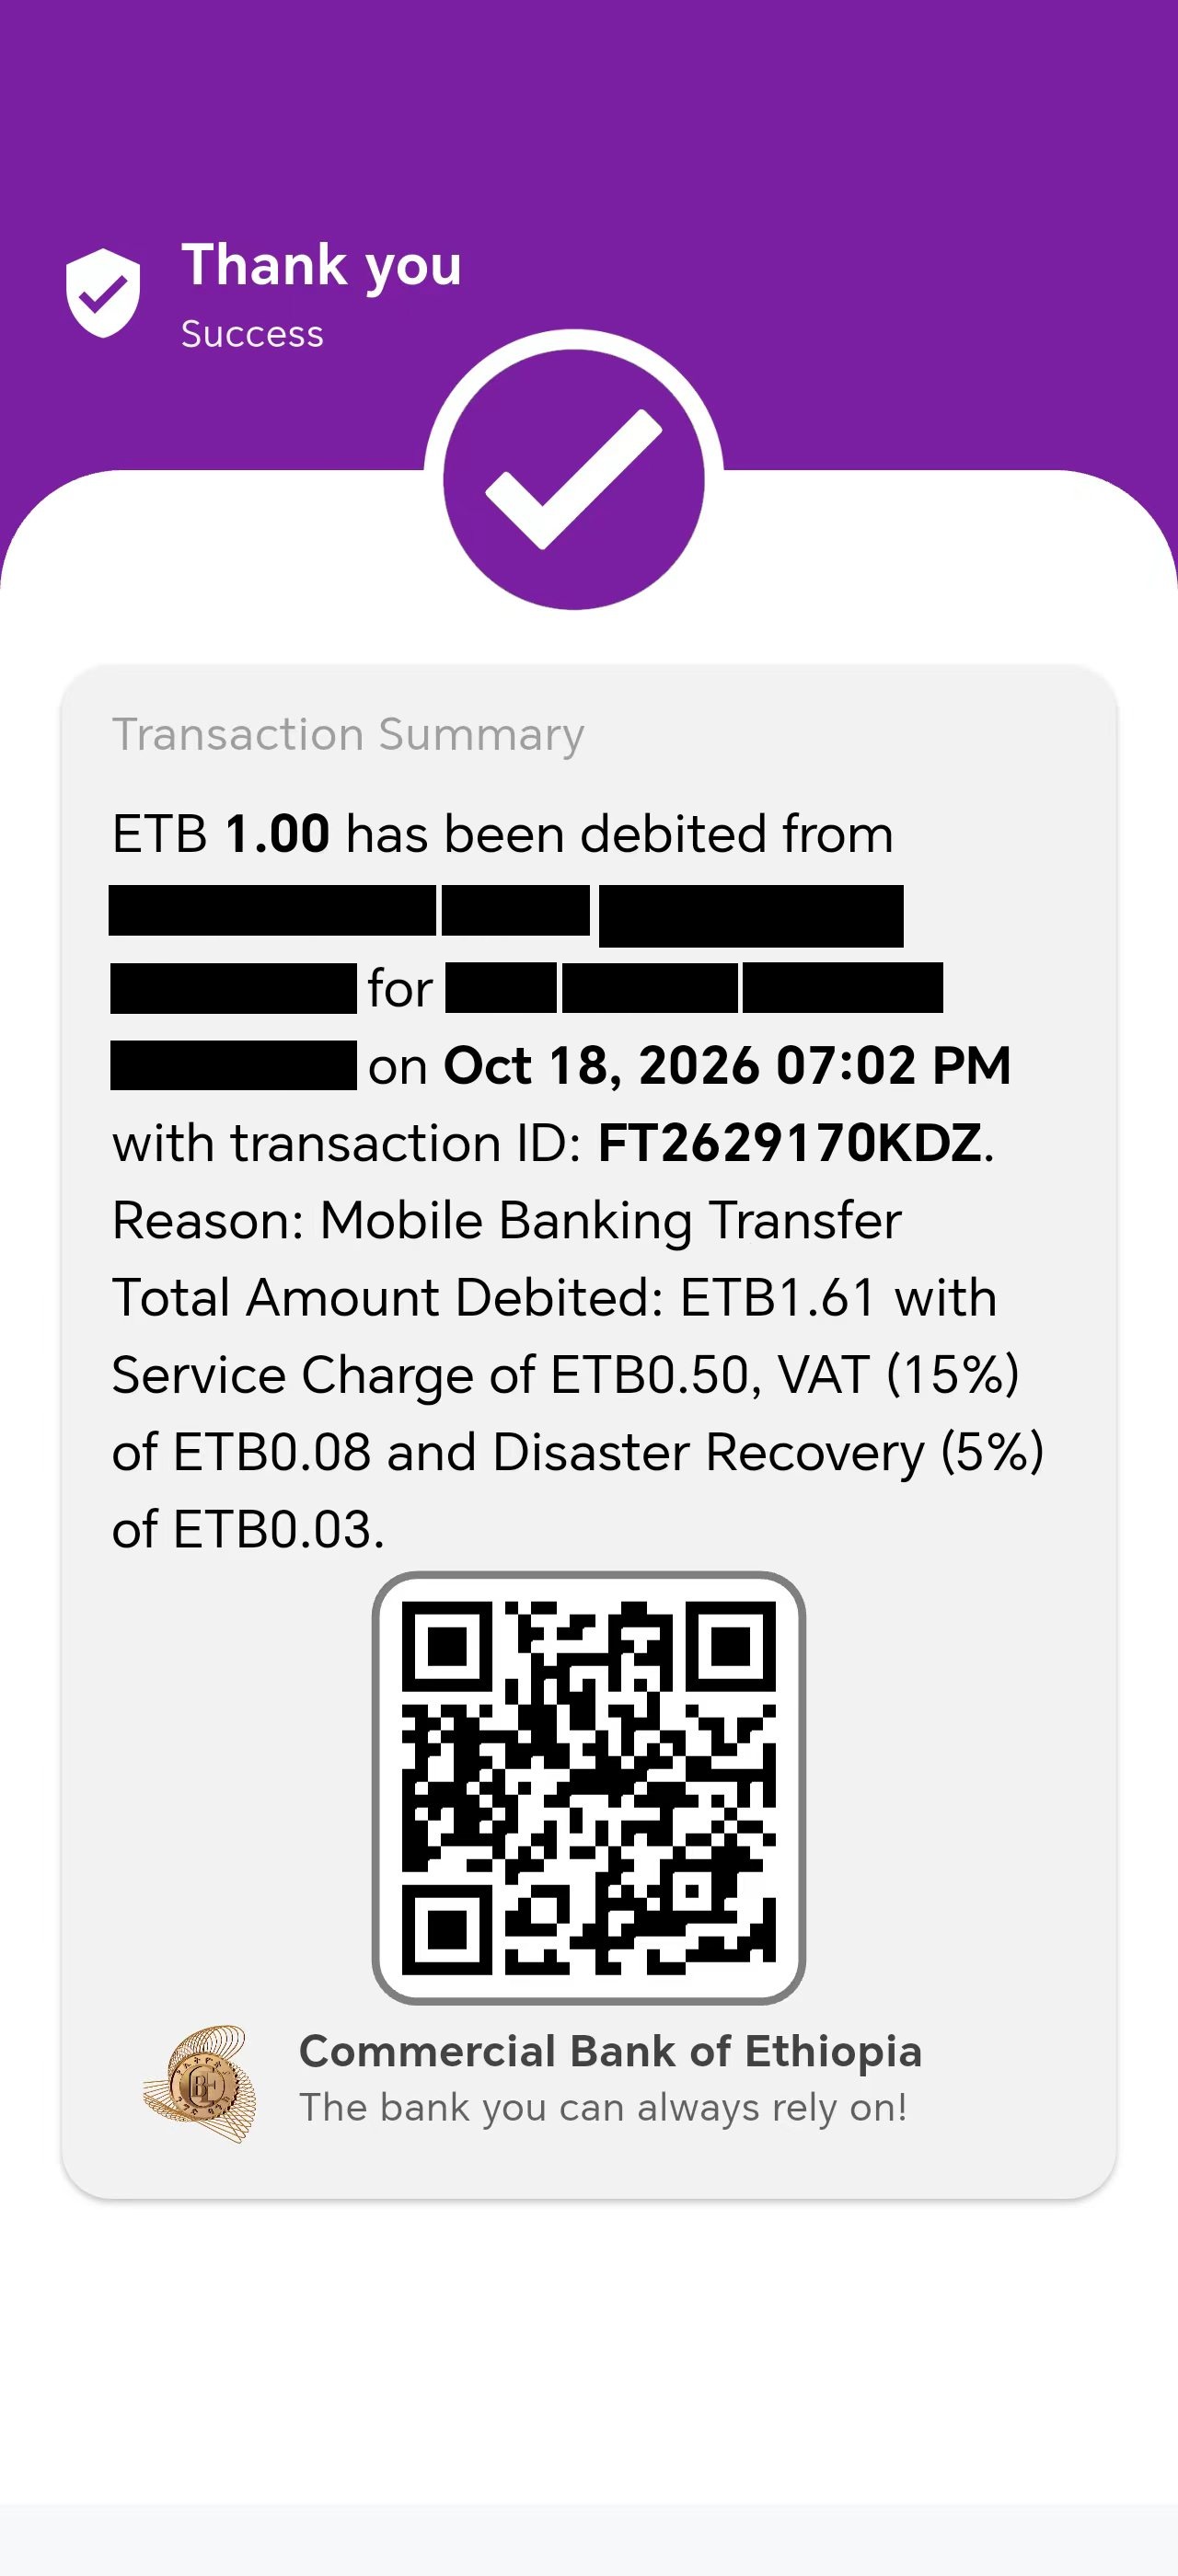 Thank you
Success
Transaction Summary
ETB 1.00 has been debited from
for
on Oct 18, 2026 07:02 PM
with transaction ID: FT2629170KDZ.
Reason: Mobile Banking Transfer
Total Amount Debited: ETB1.61 with
Service Charge of ETB0.50, VAT (15%)
of ETB0.08 and Disaster Recovery (5%)
of ETB0.03.
Commercial Bank of Ethiopia
The bank you can always rely on!